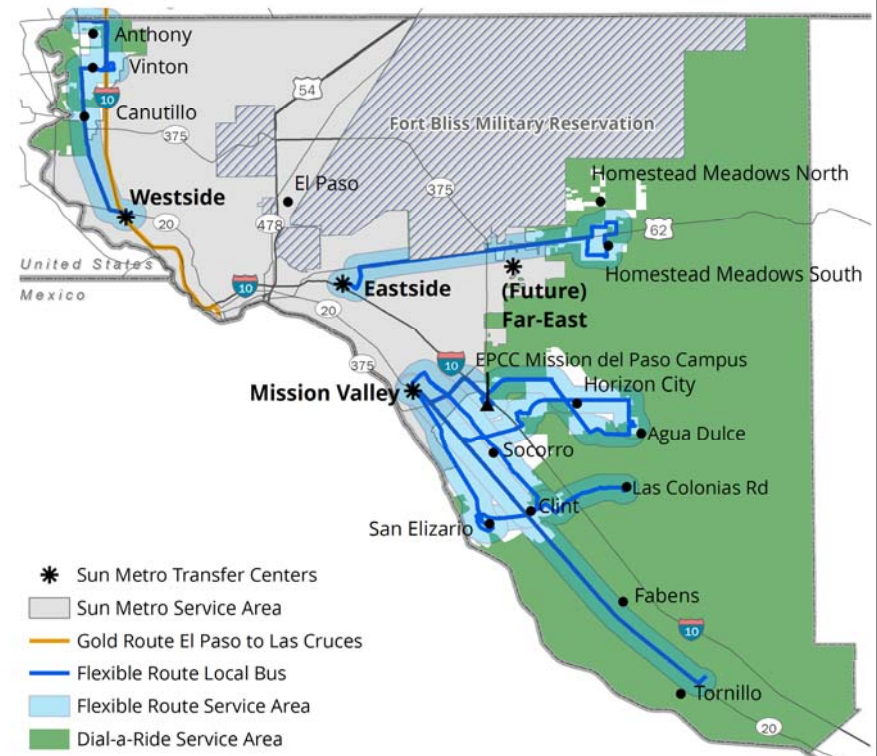 Anthony
Vinton
10
Canutillo
375
54
Fort Bliss Military Reservation
El Paso
375
Homestead Meadows North
Westside
20
478
62
United States
Mexico
10
Eastside
20
Homestead Meadows South
(Future)
Far-East
375
10
EPCC Mission del Paso Campus
Mission Valley
Horizon City
Agua Dulce
Socorro
Las Colonias Rd
Clint
San Elizario
Fabens
10
Tornillo
20
Sun Metro Transfer Centers
Sun Metro Service Area
Gold Route El Paso to Las Cruces
Flexible Route Local Bus
Flexible Route Service Area
Dial-a-Ride Service Area